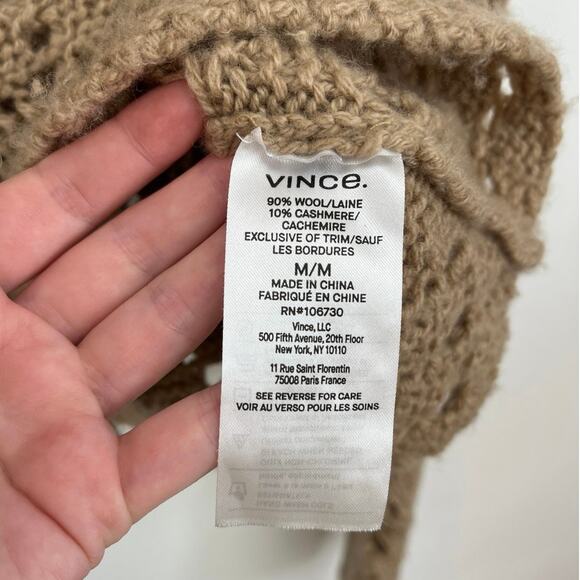 VINCE.
90% WOOL/LAINE
10% CASHMERE/
CACHEMIRE
EXCLUSIVE OF TRIM/SAUF
LES BORDURES
M/M
MADE IN CHINA
FABRIQUÉ EN CHINE
RN#106730
Vince, LLC
500 Fifth Avenue, 20th Floor
New York, NY 10110
11 Rue Saint Florentin
75008 Paris France
SEE REVERSE FOR CARE
VOIR AU VERSO POUR LES SOINS